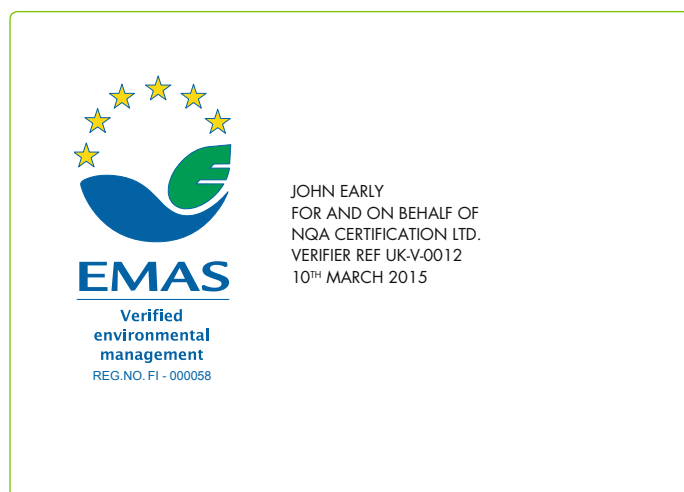 EMAS
Verified
environmental
management
REG.NO. FI - 000058
JOHN EARLY
FOR AND ON BEHALF OF
NQA CERTIFICATION LTD.
VERIFIER REF UK-V-0012
10TH MARCH 2015